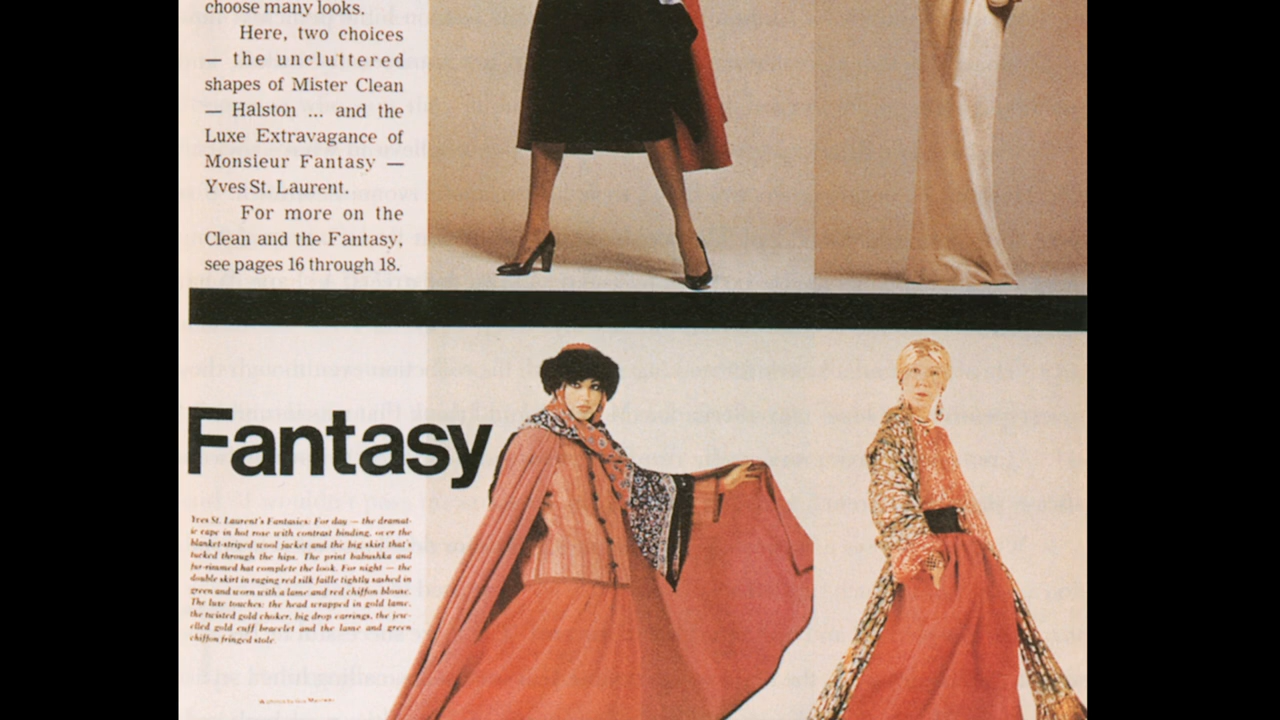 choose many looks.
Here, two choices
— the uncluttered
shapes of Mister Clean
— Halston ... and the
Luxe Extravagance of
Monsieur Fantasy —
Yves St. Laurent.
For more on the
Clean and the Fantasy,
see pages 16 through 18.
Fantasy
Yves St. Laurent's Fantasies: For day — the dramat-
ic cape in hot rose with contrast binding, over the
blanket-striped wool jacket and the big skirt that's
tucked through the hips. The print babushka and
fur-rimmed hat complete the look. For night — the
double skirt in raging red silk faille tightly sashed in
green and worn with a lame and red chiffon blouse.
The luxe touches: the head wrapped in gold lame,
the twisted gold choker, big drop earrings, the jew-
elled gold cuff bracelet and the lame and green
chiffon fringed stole.